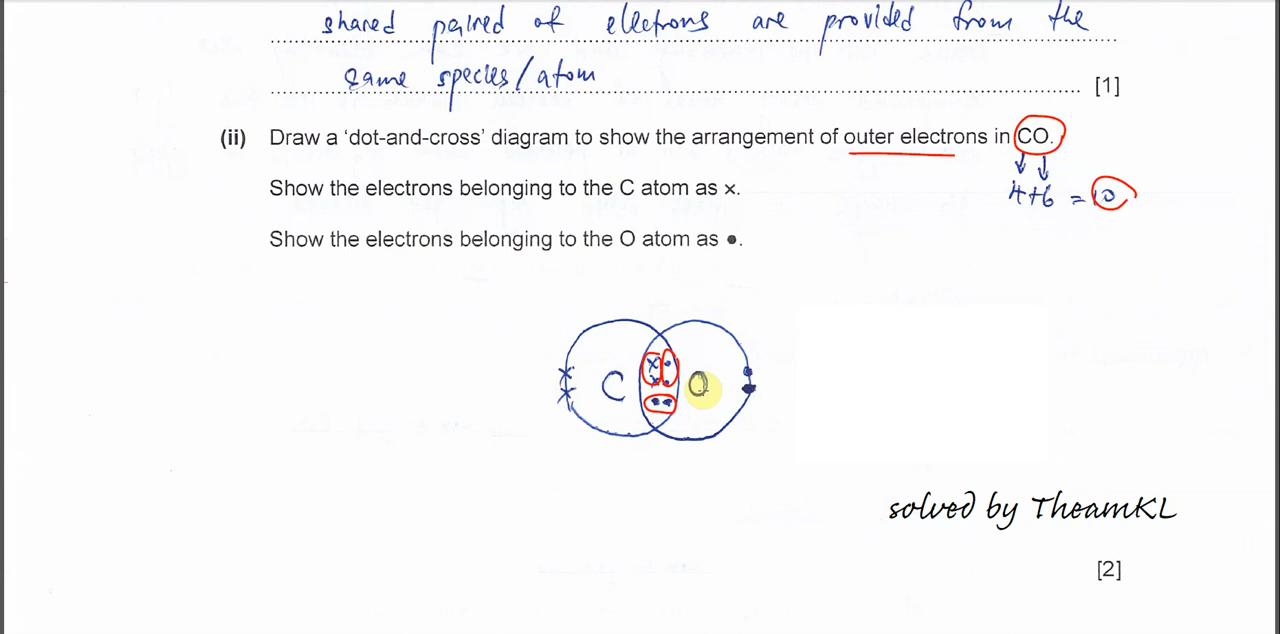 shared paired of electrons are provided from the
same species/atom
[1]
(ii) Draw a 'dot-and-cross' diagram to show the arrangement of outer electrons in CO.
4+6 = 10
Show the electrons belonging to the C atom as ×.
Show the electrons belonging to the O atom as ●.
C O
solved by TheamKL
[2]